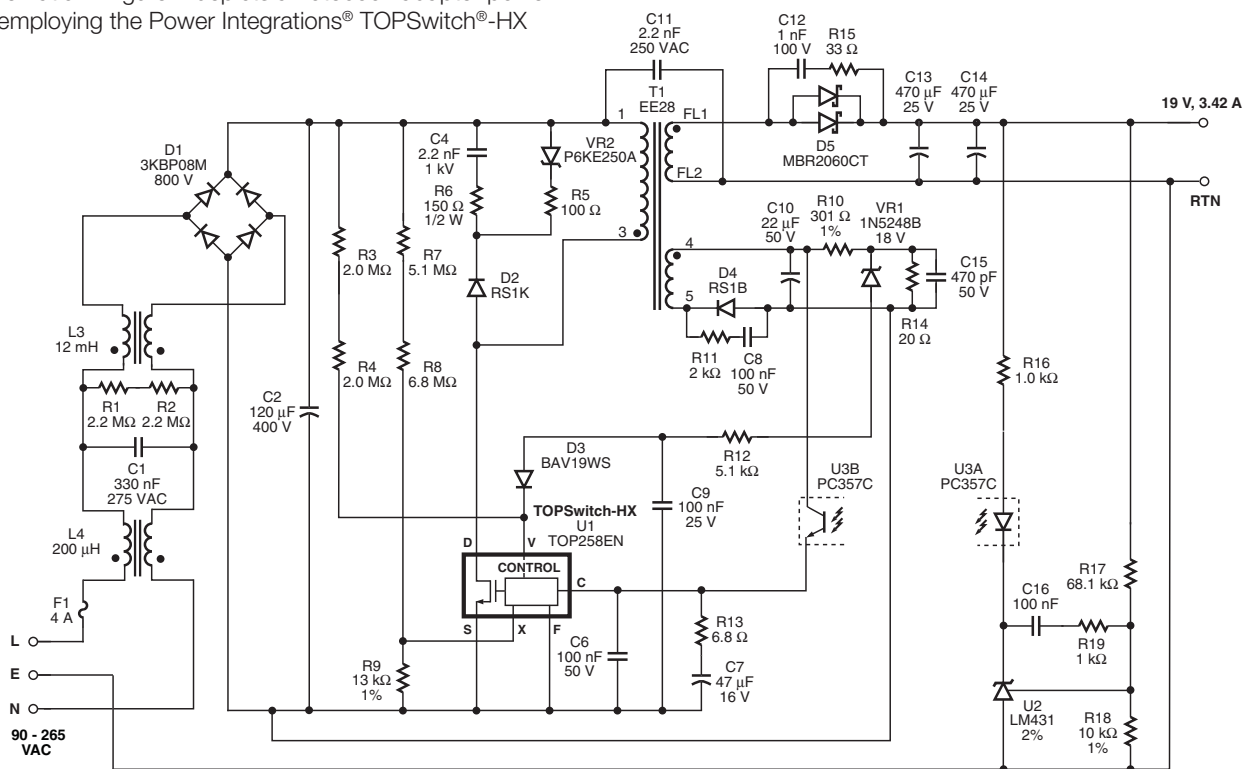 employing the Power Integrations® TOPSwitch®-HX
C11
2.2 nF
250 VAC
C12
1 nF
100 V
R15
33 Ω
C13
470 µF
25 V
C14
470 µF
25 V
19 V, 3.42 A
T1
EE28
1
FL1
D5
MBR2060CT
FL2
RTN
D1
3KBP08M
800 V
C4
2.2 nF
1 kV
VR2
P6KE250A
R6
150 Ω
1/2 W
R5
100 Ω
3
R3
2.0 MΩ
R7
5.1 MΩ
D2
RS1K
4
C10
22 µF
50 V
R10
301 Ω
1%
VR1
1N5248B
18 V
C15
470 pF
50 V
5
D4
RS1B
R14
20 Ω
R11
2 kΩ
C8
100 nF
50 V
L3
12 mH
R4
2.0 MΩ
R8
6.8 MΩ
R16
1.0 kΩ
R1
2.2 MΩ
R2
2.2 MΩ
C2
120 µF
400 V
C1
330 nF
275 VAC
D3
BAV19WS
R12
5.1 kΩ
C9
100 nF
25 V
U3B
PC357C
U3A
PC357C
L4
200 µH
TOPSwitch-HX
U1
TOP258EN
D
V
CONTROL
C
S
X
F
F1
4 A
R17
68.1 kΩ
C16
100 nF
R19
1 kΩ
R13
6.8 Ω
C6
100 nF
50 V
C7
47 µF
16 V
R9
13 kΩ
1%
L
E
N
90 - 265
VAC
U2
LM431
2%
R18
10 kΩ
1%